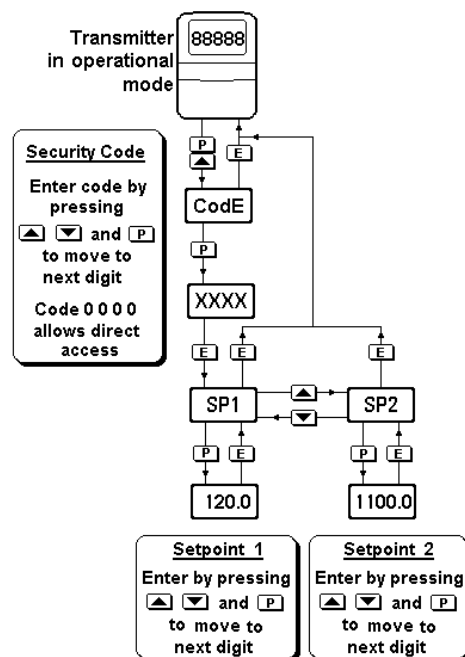 Transmitter
in operational
mode
88888
P
E
Security Code
Enter code by
pressing
and P
to move to
next digit
Code 0 0 0 0
allows direct
access
CodE
P
XXXX
E
E
E
SP1
SP2
P
E
P
E
120.0
1100.0
Setpoint 1
Enter by pressing
and P
to move to
next digit
Setpoint 2
Enter by pressing
and P
to move to
next digit